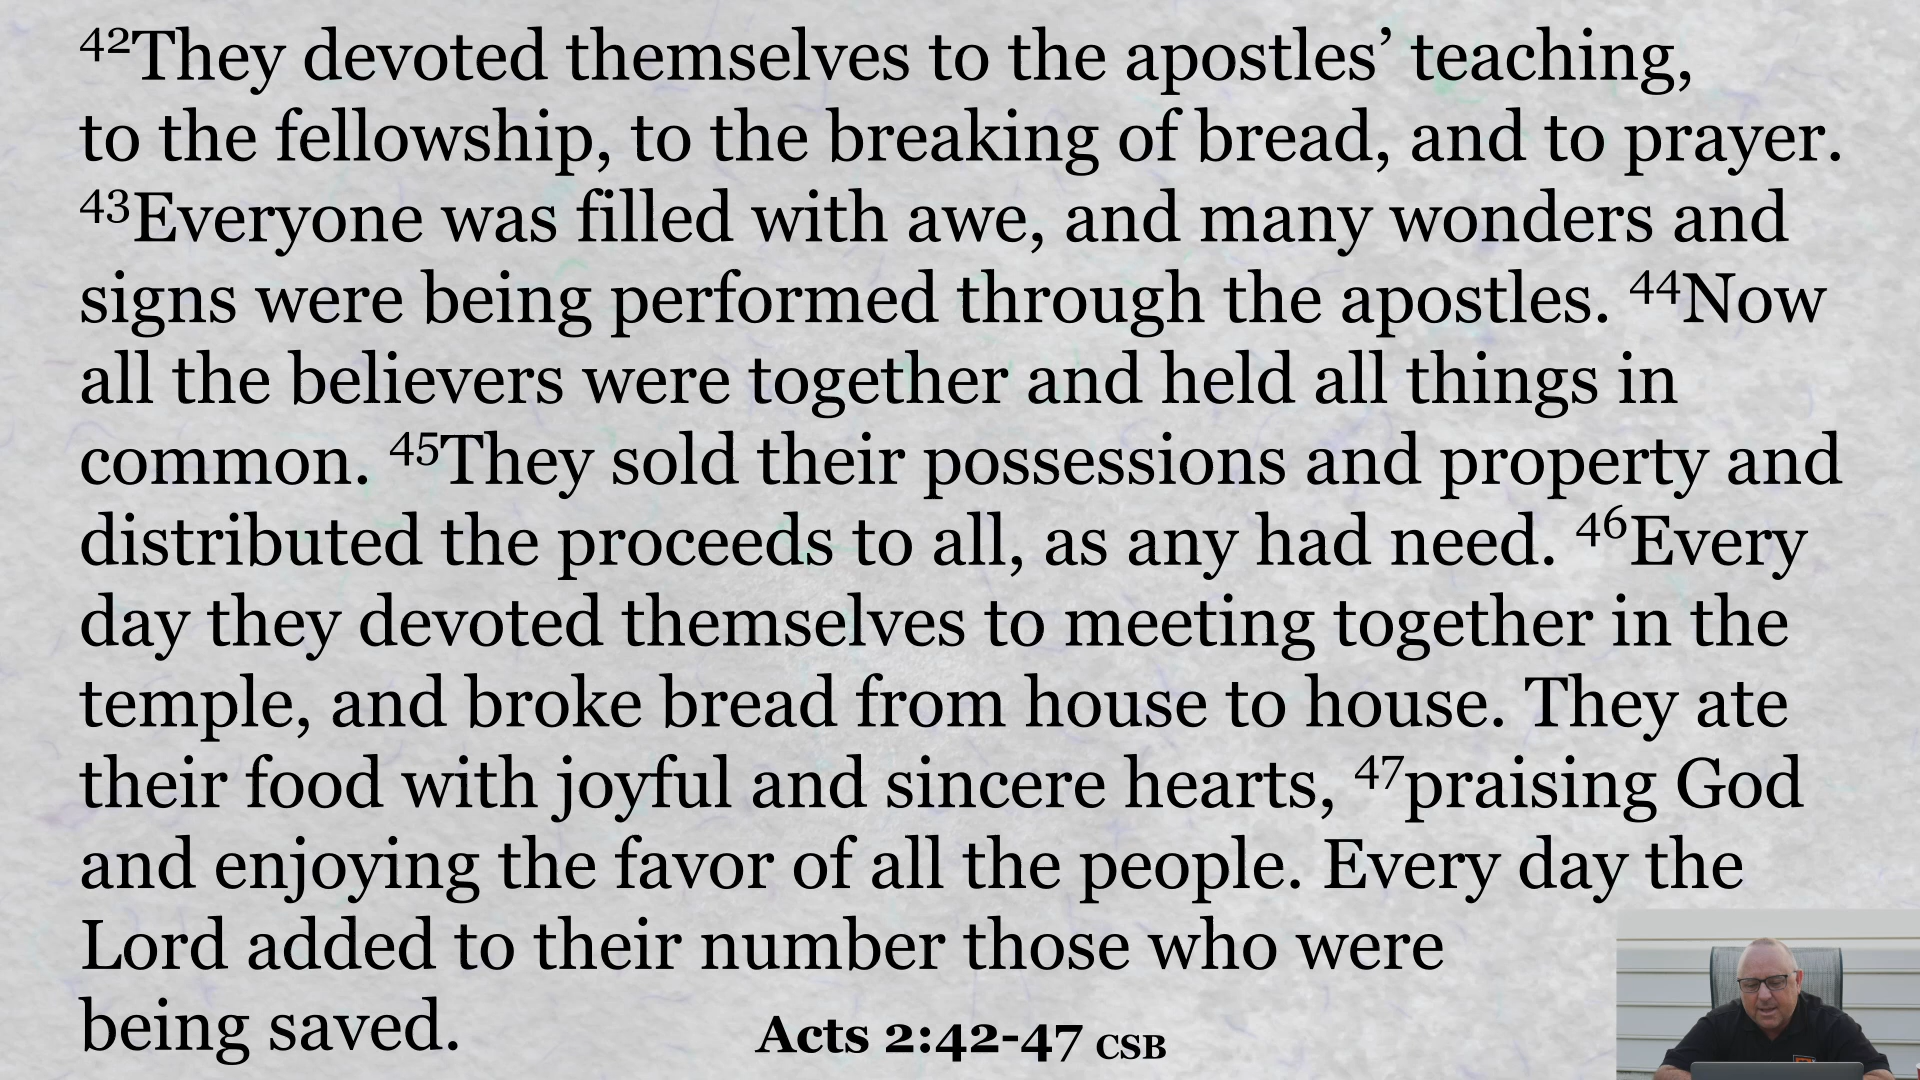 42They devoted themselves to the apostles’ teaching,
to the fellowship, to the breaking of bread, and to prayer.
43Everyone was filled with awe, and many wonders and
signs were being performed through the apostles. 44Now
all the believers were together and held all things in
common. 45They sold their possessions and property and
distributed the proceeds to all, as any had need. 46Every
day they devoted themselves to meeting together in the
temple, and broke bread from house to house. They ate
their food with joyful and sincere hearts, 47praising God
and enjoying the favor of all the people. Every day the
Lord added to their number those who were
being saved.
Acts 2:42-47 CSB